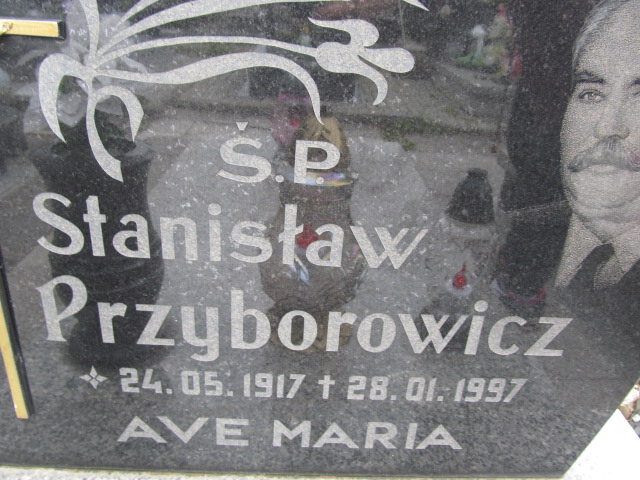 Ś.P.
Stanisław
Przyborowicz
24.05.1917 † 28.01.1997
AVE MARIA